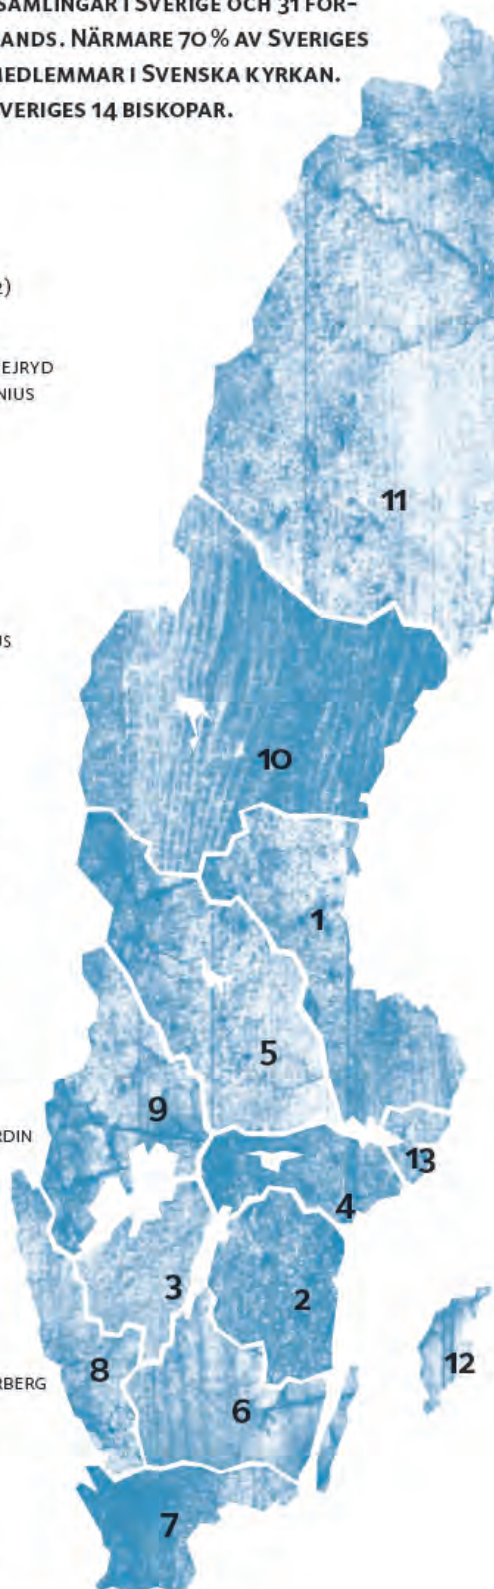 SAMLINGAR I SVERIGE OCH 31 FÖR-
ANDS. NÄRMARE 70 % AV SVERIGES
MEDLEMMAR I SVENSKA KYRKAN.
VERIGES 14 BISKOPAR.
2)
EJRYD
NIUS
11
US
10
1
5
9
RDIN
13
4
3
2
12
8
RBERG
6
7